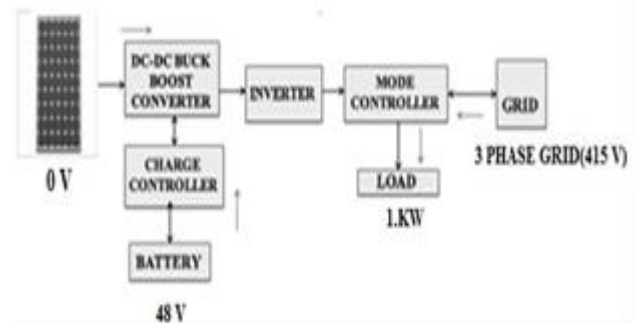 DC-DC BUCK
BOOST
CONVERTER
INVERTER
MODE
CONTROLLER
GRID
3 PHASE GRID(415 V)
0 V
CHARGE
CONTROLLER
LOAD
1.KW
BATTERY
48 V